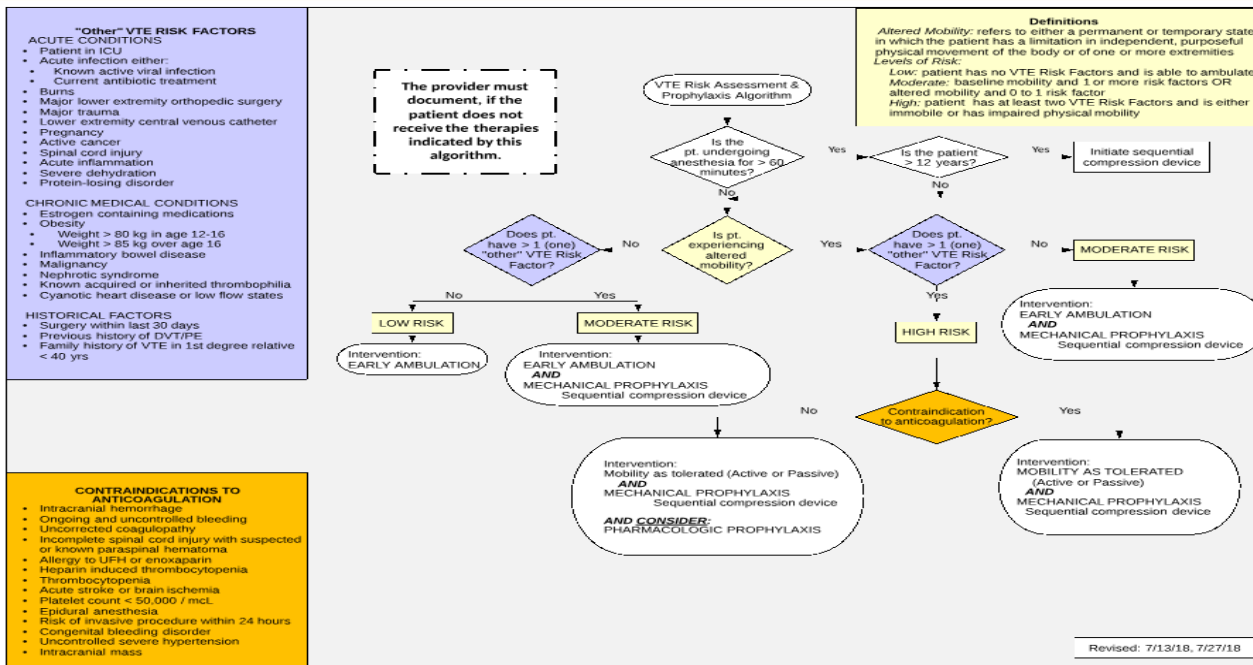 "Other" VTE RISK FACTORS
ACUTE CONDITIONS
• Patient in ICU
• Acute infection either:
• Known active viral infection
• Current antibiotic treatment
• Burns
• Major lower extremity orthopedic surgery
• Major trauma
• Lower extremity central venous catheter
• Pregnancy
• Active cancer
• Spinal cord injury
• Acute inflammation
• Severe dehydration
• Protein-losing disorder
CHRONIC MEDICAL CONDITIONS
• Estrogen containing medications
• Obesity
• Weight > 80 kg in age 12-16
• Weight > 85 kg over age 16
• Inflammatory bowel disease
• Malignancy
• Nephrotic syndrome
• Known acquired or inherited thrombophilia
• Cyanotic heart disease or low flow states
HISTORICAL FACTORS
• Surgery within last 30 days
• Previous history of DVT/PE
• Family history of VTE in 1st degree relative
< 40 yrs
CONTRAINDICATIONS TO
ANTICOAGULATION
• Intracranial hemorrhage
• Ongoing and uncontrolled bleeding
• Uncorrected coagulopathy
• Incomplete spinal cord injury with suspected
or known paraspinal hematoma
• Allergy to UFH or enoxaparin
• Heparin induced thrombocytopenia
• Thrombocytopenia
• Acute stroke or brain ischemia
• Platelet count < 50,000 / mcL
• Epidural anesthesia
• Risk of invasive procedure within 24 hours
• Congenital bleeding disorder
• Uncontrolled severe hypertension
• Intracranial mass
The provider must
document, if the
patient does not
receive the therapies
indicated by this
algorithm.
Definitions
Altered Mobility: refers to either a permanent or temporary state
in which the patient has a limitation in independent, purposeful
physical movement of the body or of one or more extremities
Levels of Risk:
Low: patient has no VTE Risk Factors and is able to ambulate
Moderate: baseline mobility and 1 or more risk factors OR
altered mobility and 0 to 1 risk factor
High: patient has at least two VTE Risk Factors and is either
immobile or has impaired physical mobility
VTE Risk Assessment &
Prophylaxis Algorithm
Is the
pt. undergoing
anesthesia for > 60
minutes?
Yes
Is the patient
> 12 years?
Yes
Initiate sequential
compression device
No
No
Does pt.
have > 1 (one)
"other" VTE Risk
Factor?
No
Is pt.
experiencing
altered
mobility?
Yes
Does pt.
have > 1 (one)
"other" VTE Risk
Factor?
No
MODERATE RISK
No
Yes
Yes
LOW RISK
MODERATE RISK
HIGH RISK
Intervention:
EARLY AMBULATION
AND
MECHANICAL PROPHYLAXIS
Sequential compression device
Intervention:
EARLY AMBULATION
Intervention:
EARLY AMBULATION
AND
MECHANICAL PROPHYLAXIS
Sequential compression device
No
Contraindication
to anticoagulation?
Yes
Intervention:
Mobility as tolerated (Active or Passive)
AND
MECHANICAL PROPHYLAXIS
Sequential compression device
AND CONSIDER:
PHARMACOLOGIC PROPHYLAXIS
Intervention:
MOBILITY AS TOLERATED
(Active or Passive)
AND
MECHANICAL PROPHYLAXIS
Sequential compression device
Revised: 7/13/18, 7/27/18